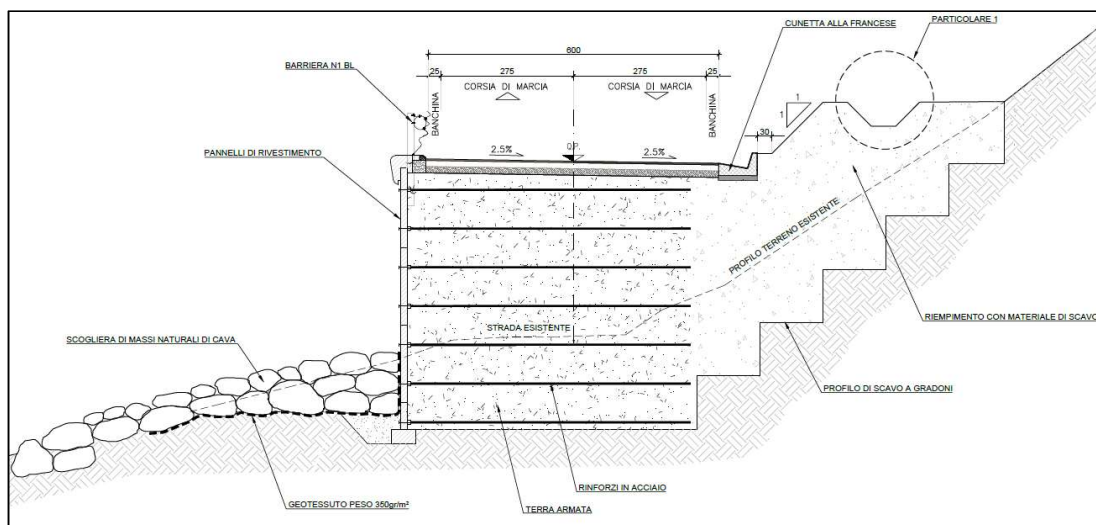 CUNETTA ALLA FRANCESE
PARTICOLARE 1
600
BARRIERA N1 BL
25
275
275
25
CORSIA DI MARCIA
CORSIA DI MARCIA
BANCHINA
BANCHINA
1
1
30
PANNELLI DI RIVESTIMENTO
2.5%
Q.P.
2.5%
PROFILO TERRENO ESISTENTE
STRADA ESISTENTE
RIEMPIMENTO CON MATERIALE DI SCAVO
SCOGLIERA DI MASSI NATURALI DI CAVA
PROFILO DI SCAVO A GRADONI
RINFORZI IN ACCIAIO
GEOTESSUTO PESO 350gr/m²
TERRA ARMATA